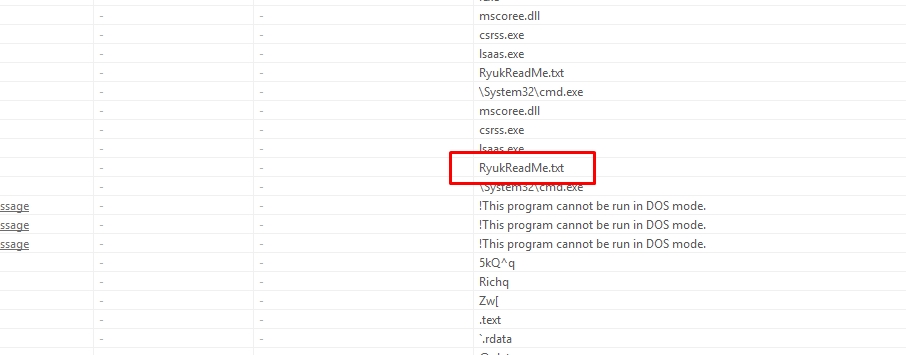 mscoree.dll
csrss.exe
lsaas.exe
RyukReadMe.txt
\System32\cmd.exe
mscoree.dll
csrss.exe
lsaas.exe
RyukReadMe.txt
\System32\cmd.exe
ssage - - !This program cannot be run in DOS mode.
ssage - - !This program cannot be run in DOS mode.
ssage - - !This program cannot be run in DOS mode.
5kQ^q
Richq
Zw[
.text
`.rdata